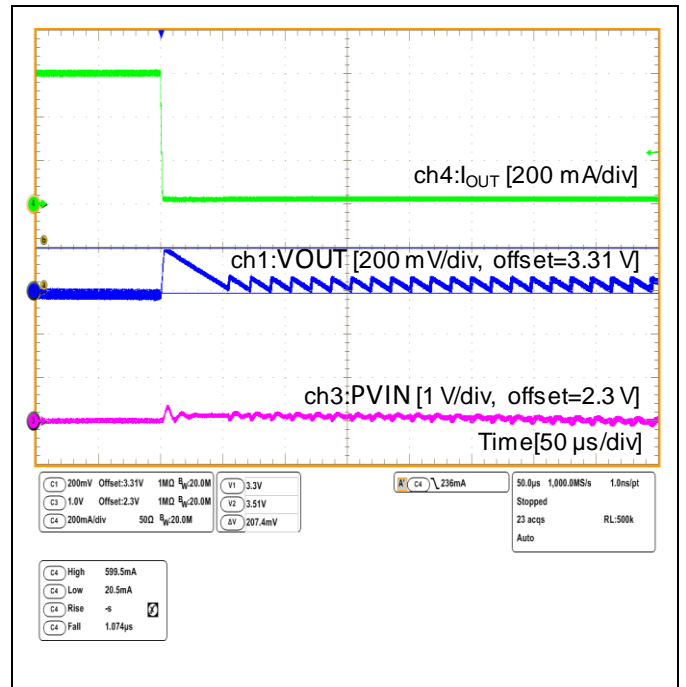 ch4:IOUT [200 mA/div]
4
b
ch1:VOUT [200 mV/div, offset=3.31 V]
a
ch3:PVIN [1 V/div, offset=2.3 V]
Time[50 µs/div]
C1 200mV Offset:3.31V 1MΩ BW:20.0M
C3 1.0V Offset:2.3V 1MΩ BW:20.0M
C4 200mA/div 50Ω BW:20.0M
V1 3.3V
V2 3.51V
ΔV 207.4mV
A' C4 236mA
50.0µs 1,000.0MS/s 1.0ns/pt
Stopped
23 acqs RL:500k
Auto
C4 High 599.5mA
C4 Low 20.5mA
C4 Rise -s
C4 Fall 1.074µs